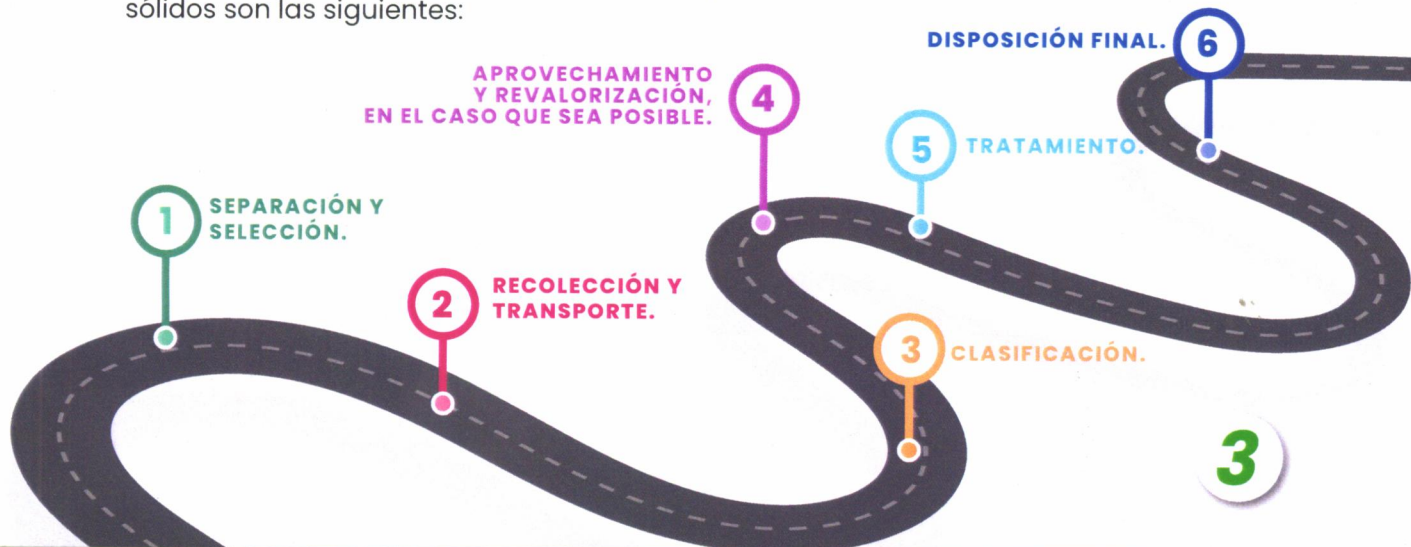 sólidos son las siguientes:
1
SEPARACIÓN Y
SELECCIÓN.
2
RECOLECCIÓN Y
TRANSPORTE.
3
CLASIFICACIÓN.
4
APROVECHAMIENTO
Y REVALORIZACIÓN,
EN EL CASO QUE SEA POSIBLE.
5
TRATAMIENTO.
6
DISPOSICIÓN FINAL.
3